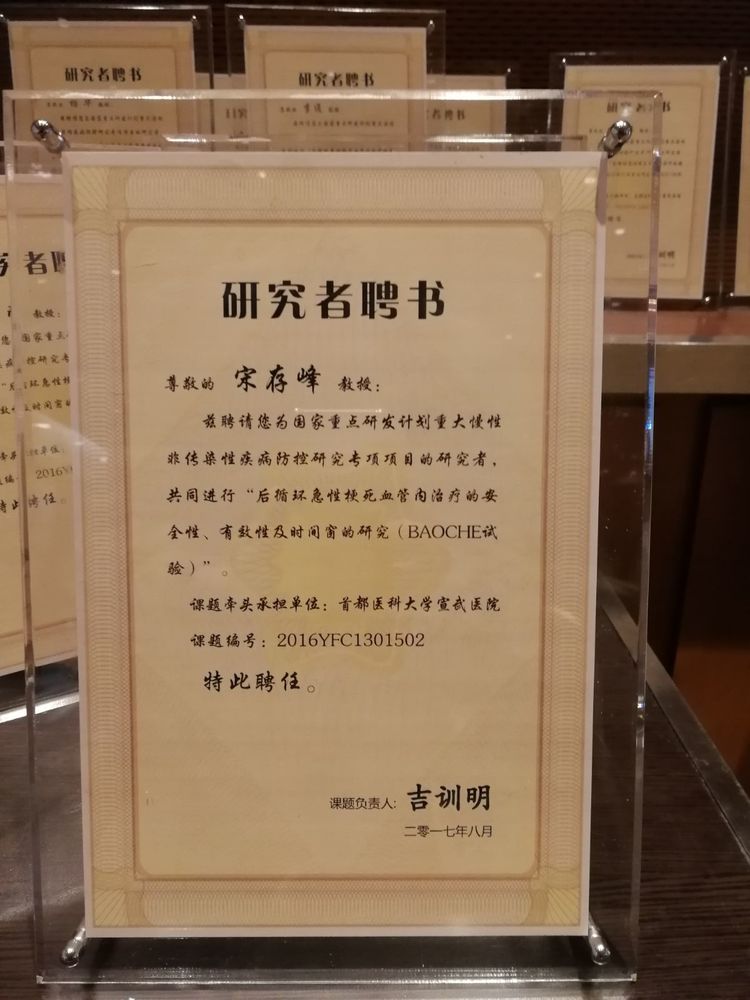 研究者聘书
研究者聘书
研究者聘书
研究者聘书
尊敬的 宋存峰 教授：
兹聘请您为国家重点研发计划重大慢性
非传染性疾病防控研究专项项目的研究者，
共同进行“后循环急性梗死血管内治疗的安
全性、有效性及时间窗的研究（BAOCHE试
验）”。
课题牵头承担单位：首都医科大学宣武医院
课题编号：2016YFC1301502
特此聘任。
课题负责人：吉训明
二零一七年八月